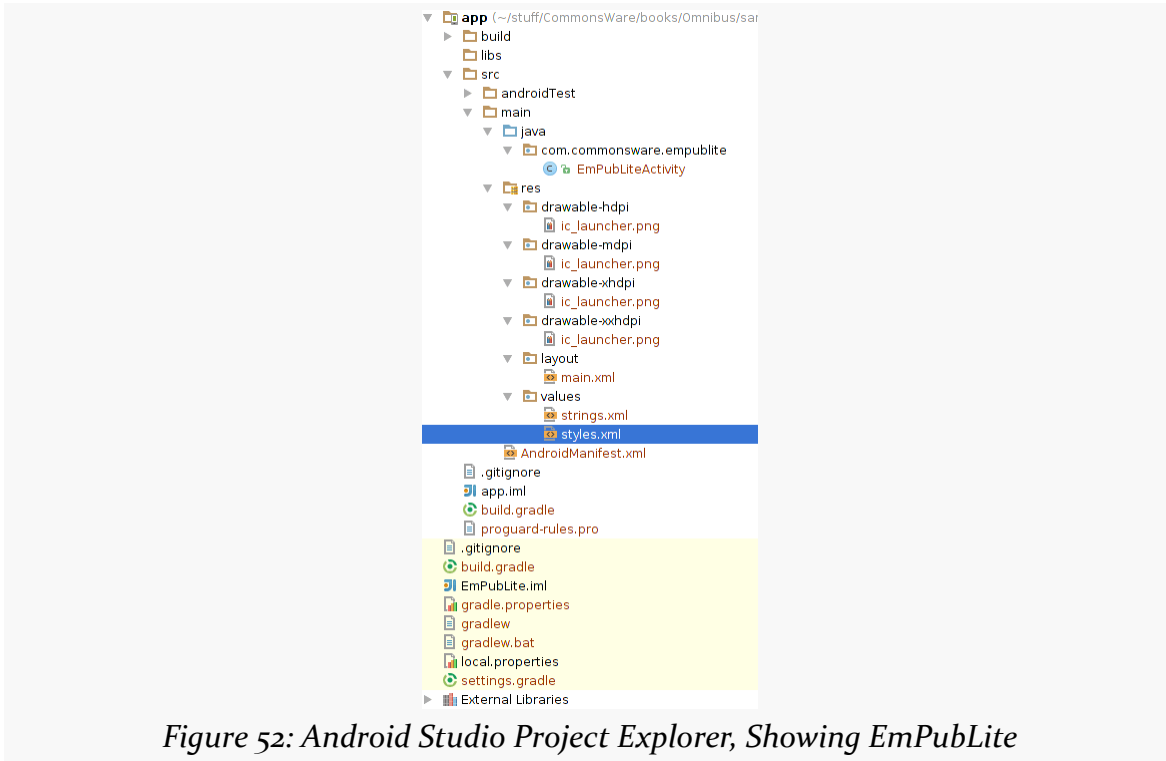 app (~/stuff/CommonsWare/books/Omnibus/sar
build
libs
src
androidTest
main
java
com.commonsware.empublite
EmPubLiteActivity
res
drawable-hdpi
ic_launcher.png
drawable-mdpi
ic_launcher.png
drawable-xhdpi
ic_launcher.png
drawable-xxhdpi
ic_launcher.png
layout
main.xml
values
strings.xml
styles.xml
AndroidManifest.xml
.gitignore
app.iml
build.gradle
proguard-rules.pro
.gitignore
build.gradle
EmPubLite.iml
gradle.properties
gradlew
gradlew.bat
local.properties
settings.gradle
External Libraries
Figure 52: Android Studio Project Explorer, Showing EmPubLite